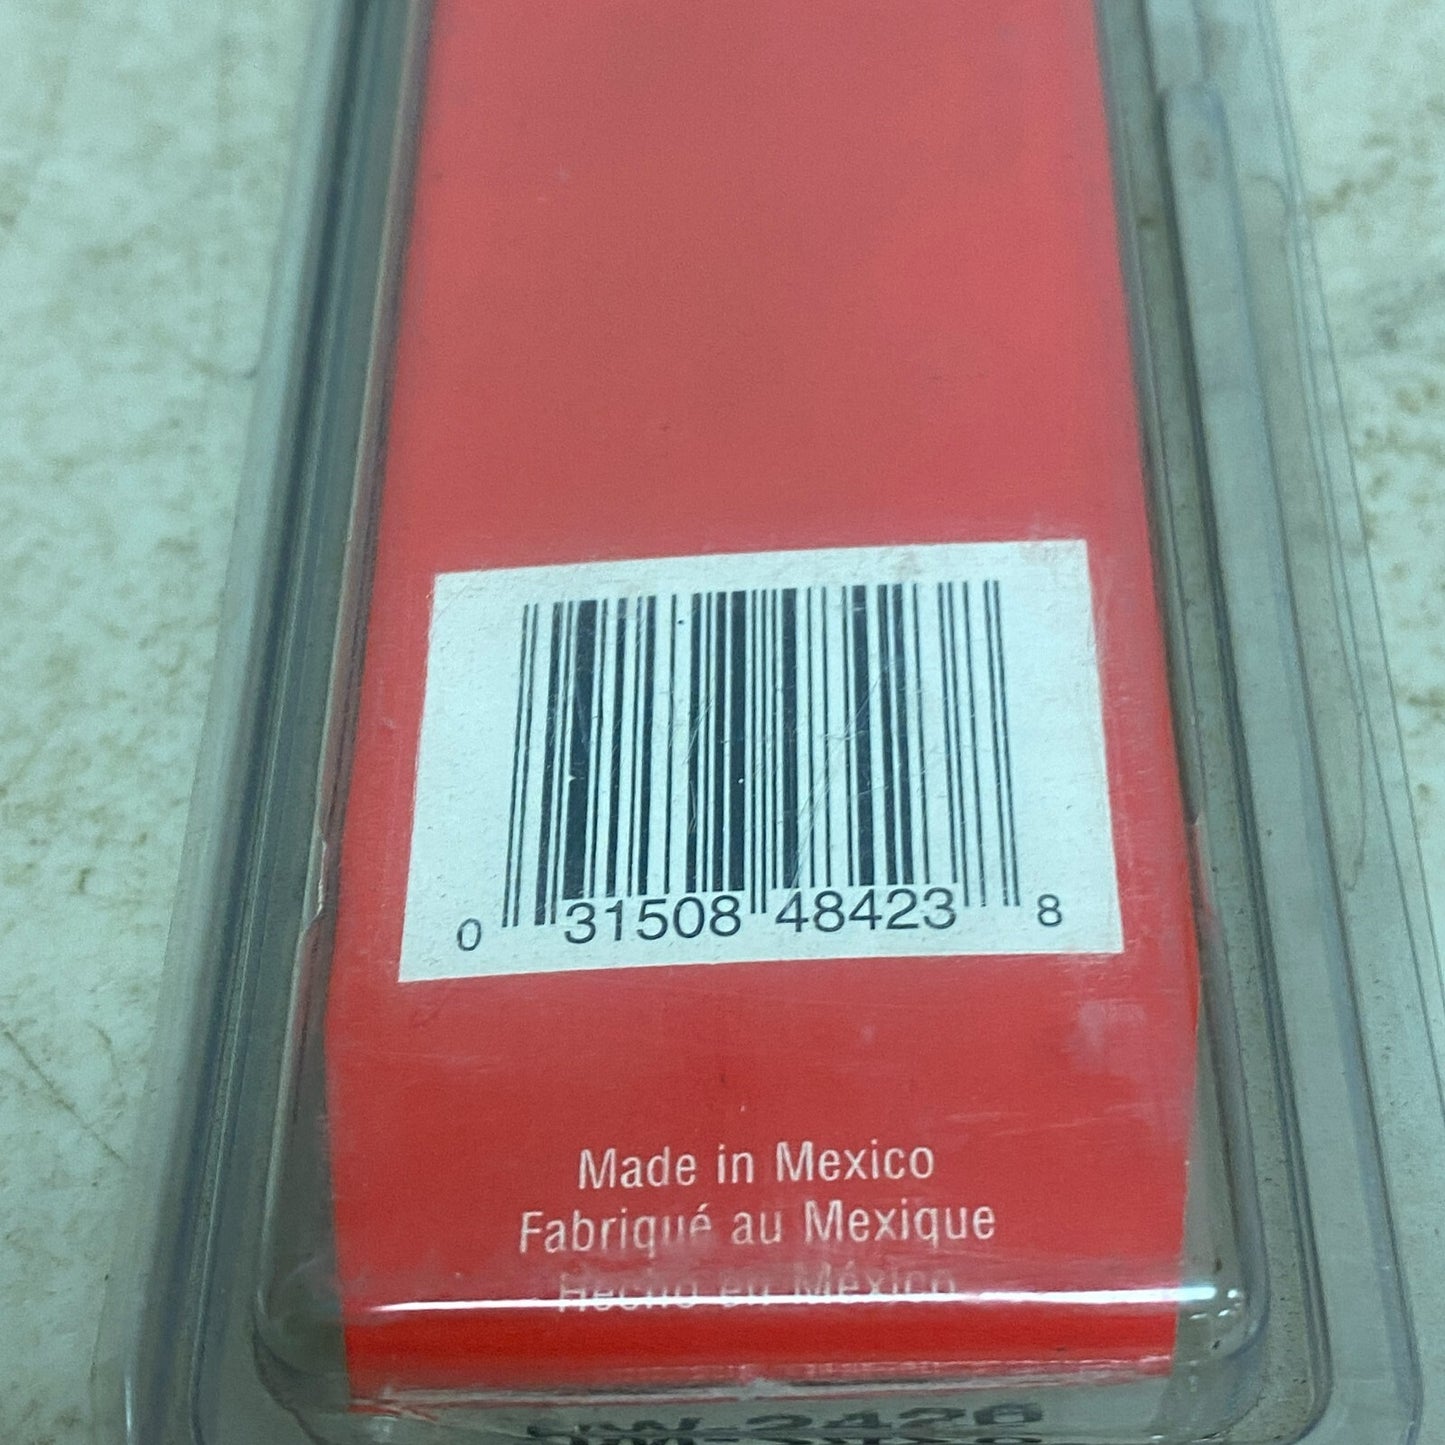 0 31508 48423 8
Made in Mexico
Fabriqué au Mexique
Hecho en México